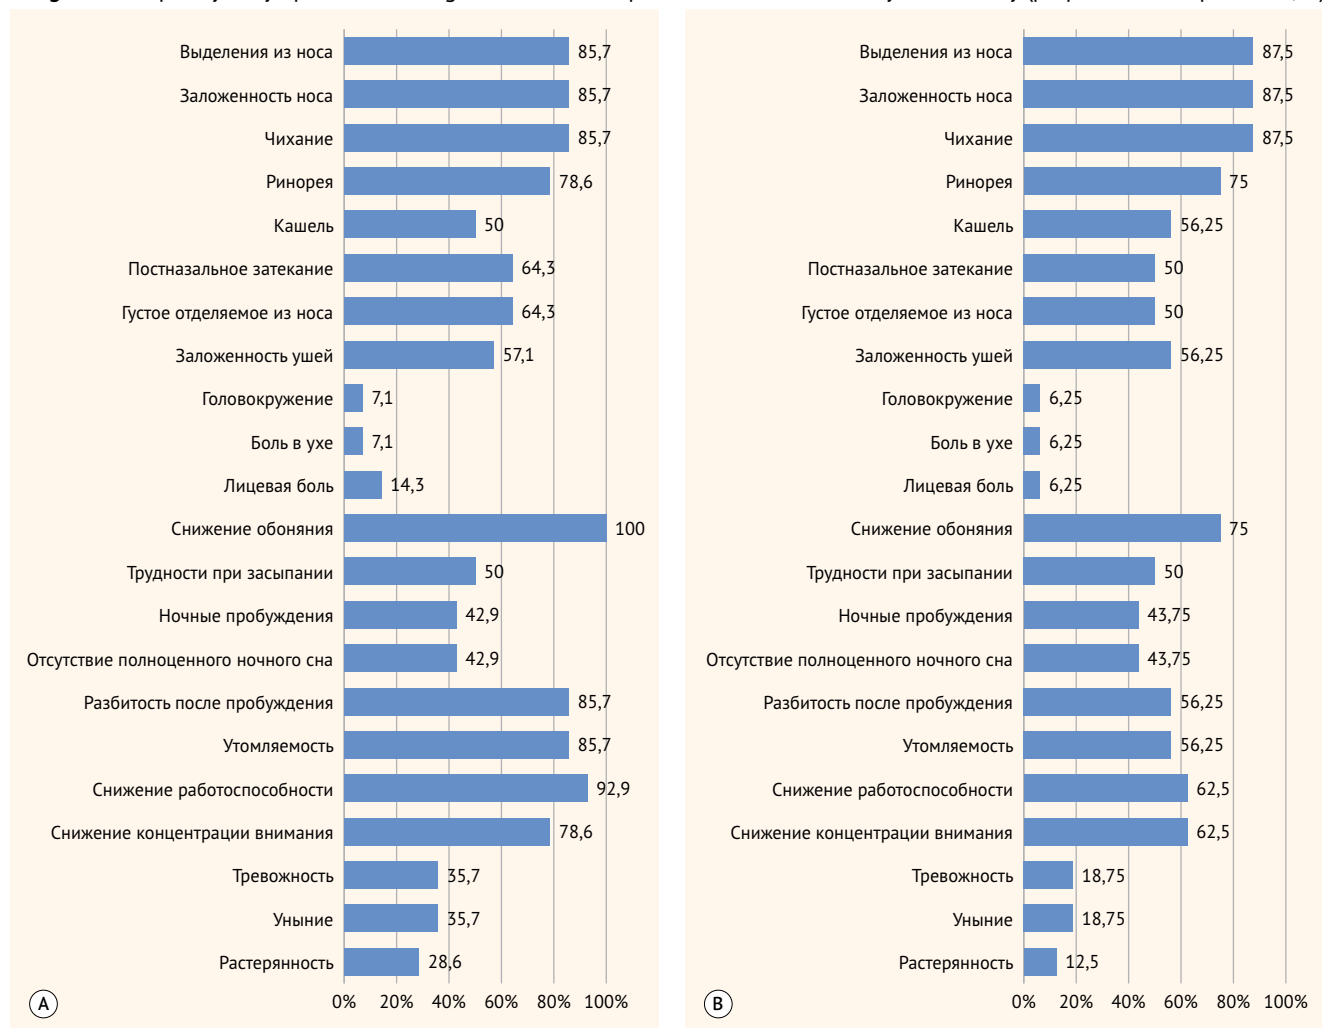 Выделения из носа 85,7
Заложенность носа 85,7
Чихание 85,7
Ринорея 78,6
Кашель 50
Постназальное затекание 64,3
Густое отделяемое из носа 64,3
Заложенность ушей 57,1
Головокружение 7,1
Боль в ухе 7,1
Лицевая боль 14,3
Снижение обоняния 100
Трудности при засыпании 50
Ночные пробуждения 42,9
Отсутствие полноценного ночного сна 42,9
Разбитость после пробуждения 85,7
Утомляемость 85,7
Снижение работоспособности 92,9
Снижение концентрации внимания 78,6
Тревожность 35,7
Уныние 35,7
Растерянность 28,6
0% 20% 40% 60% 80% 100%
A
Выделения из носа 87,5
Заложенность носа 87,5
Чихание 87,5
Ринорея 75
Кашель 56,25
Постназальное затекание 50
Густое отделяемое из носа 50
Заложенность ушей 56,25
Головокружение 6,25
Боль в ухе 6,25
Лицевая боль 6,25
Снижение обоняния 75
Трудности при засыпании 50
Ночные пробуждения 43,75
Отсутствие полноценного ночного сна 43,75
Разбитость после пробуждения 56,25
Утомляемость 56,25
Снижение работоспособности 62,5
Снижение концентрации внимания 62,5
Тревожность 18,75
Уныние 18,75
Растерянность 12,5
0% 20% 40% 60% 80% 100%
B